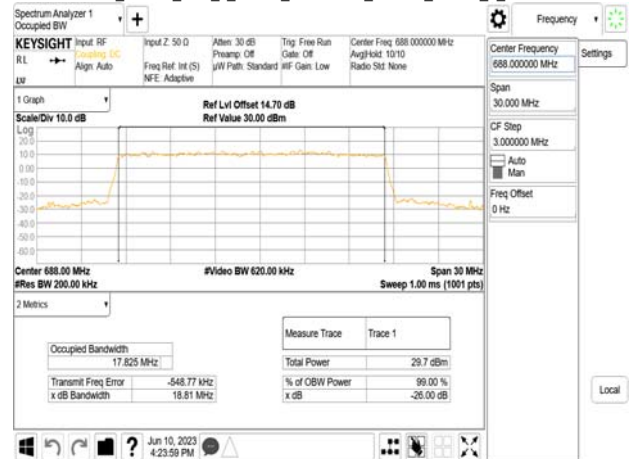 Spectrum Analyzer 1
Occupied BW
+
Frequency
KEYSIGHT
RL
Input: RF
Coupling: DC
Align: Auto
Input Z: 50 Ω
Freq Ref: Int (S)
NFE: Adaptive
Atten: 30 dB
Preamp: Off
µW Path: Standard
Trig: Free Run
Gate: Off
#IF Gain: Low
Center Freq: 688.000000 MHz
Avg|Hold: 10/10
Radio Std: None
Center Frequency
688.000000 MHz
Settings
Span
30.000 MHz
CF Step
3.000000 MHz
Auto
Man
Freq Offset
0 Hz
Local
1 Graph
Scale/Div 10.0 dB
Ref Lvl Offset 14.70 dB
Ref Value 30.00 dBm
Log
20.0
10.0
0.00
-10.0
-20.0
-30.0
-40.0
-50.0
-60.0
Center 688.00 MHz
#Video BW 620.00 kHz
Span 30 MHz
#Res BW 200.00 kHz
Sweep 1.00 ms (1001 pts)
2 Metrics
Measure Trace Trace 1
Occupied Bandwidth
17.825 MHz
Total Power 29.7 dBm
Transmit Freq Error -548.77 kHz
% of OBW Power 99.00 %
x dB Bandwidth 18.81 MHz
x dB -26.00 dB
?
Jun 10, 2023
4:23:59 PM